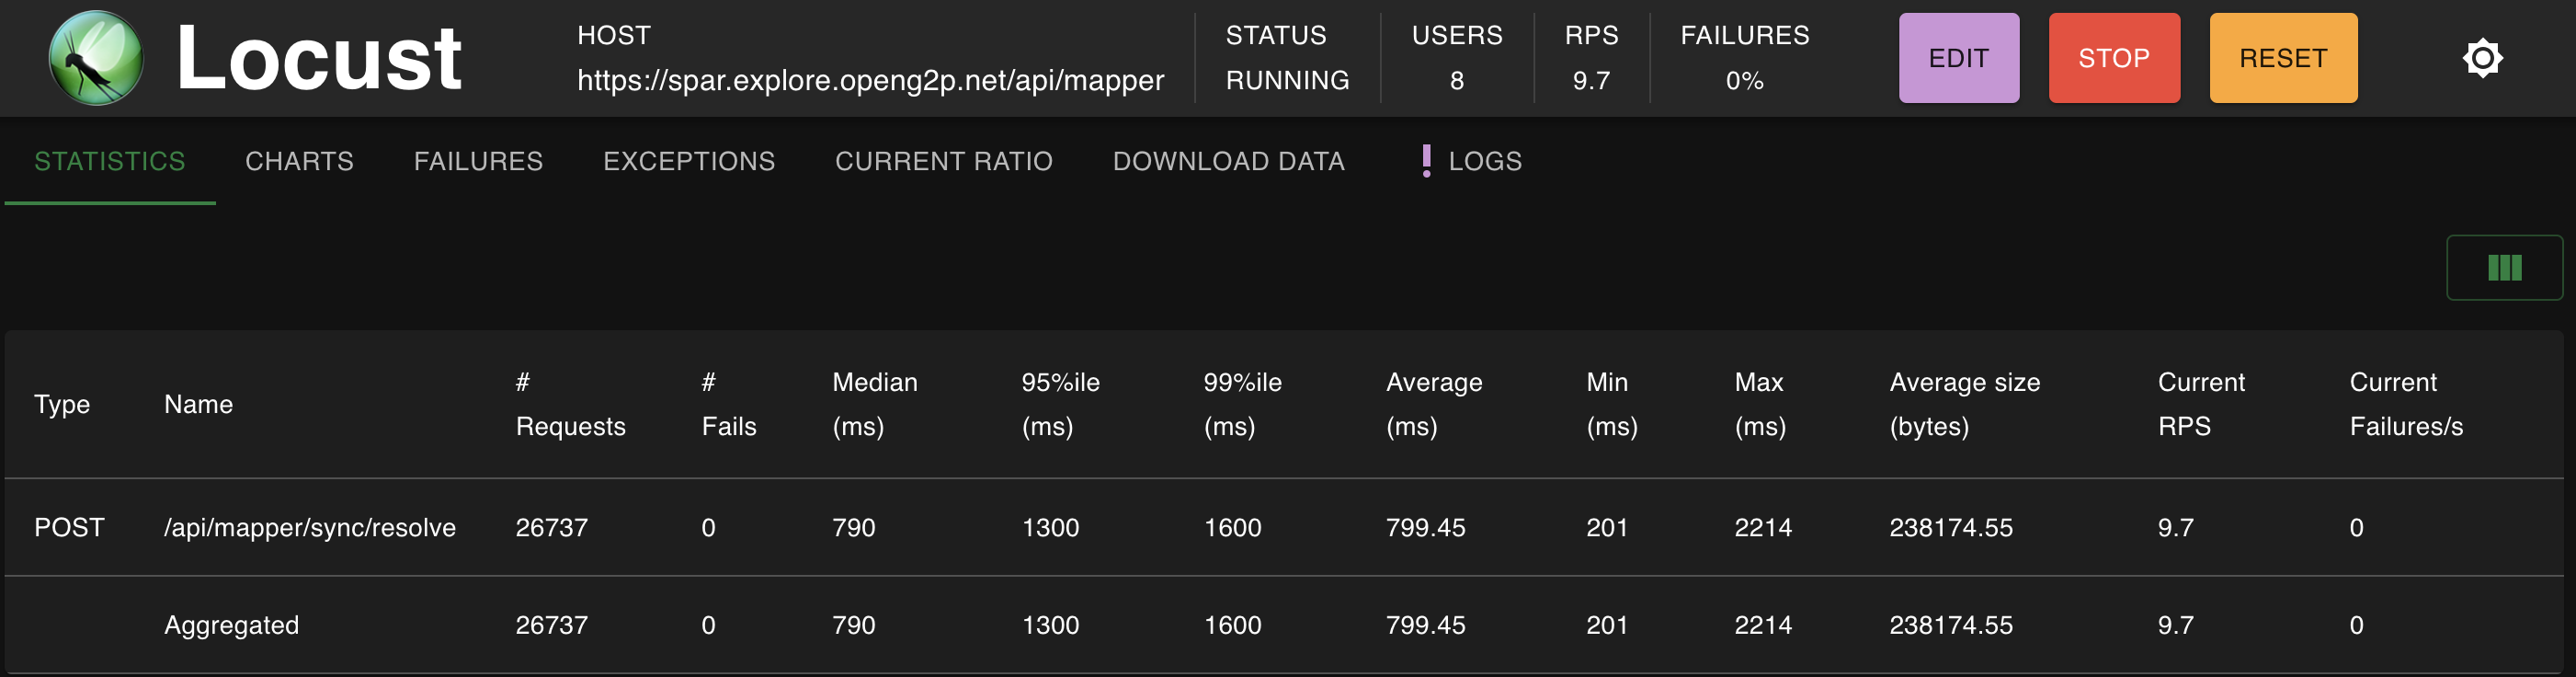 Locust
HOST
https://spar.explore.openg2p.net/api/mapper
STATUS
RUNNING
USERS
8
RPS
9.7
FAILURES
0%
EDIT
STOP
RESET
STATISTICS CHARTS FAILURES EXCEPTIONS CURRENT RATIO DOWNLOAD DATA ! LOGS
Type Name # Requests # Fails Median (ms) 95%ile (ms) 99%ile (ms) Average (ms) Min (ms) Max (ms) Average size (bytes) Current RPS Current Failures/s
POST /api/mapper/sync/resolve 26737 0 790 1300 1600 799.45 201 2214 238174.55 9.7 0
Aggregated 26737 0 790 1300 1600 799.45 201 2214 238174.55 9.7 0